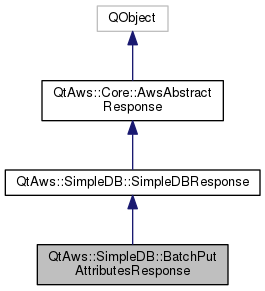 QObject
QtAws::Core::AwsAbstract
Response
QtAws::SimpleDB::SimpleDBResponse
QtAws::SimpleDB::BatchPut
AttributesResponse